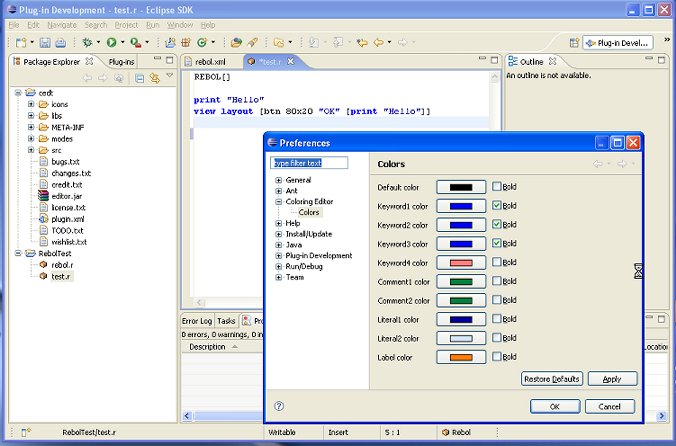 Plug-in Development - test.r - Eclipse SDK
File Edit Navigate Search Project Run Window Help
Plug-in Devel... »
Package Explorer Plug-ins
cedt
icons
libs
META-INF
modes
src
bugs.txt
changes.txt
credit.txt
editor.jar
license.txt
plugin.xml
TODO.txt
wishlist.txt
RebolTest
rebol.r
test.r
rebol.xml *test.r
REBOL[]
print "Hello"
view layout [btn 80x20 "OK" [print "Hello"]]
Outline
An outline is not available.
Error Log Tasks
0 errors, 0 warnings, 0
Description
Preferences
type filter text
General
Ant
Coloring Editor
Colors
Help
Install/Update
Java
Plug-in Development
Run/Debug
Team
Colors
Default color Bold
Keyword1 color Bold
Keyword2 color Bold
Keyword3 color Bold
Keyword4 color Bold
Comment1 color Bold
Comment2 color Bold
Literal1 color Bold
Literal2 color Bold
Label color Bold
Restore Defaults Apply
OK Cancel
RebolTest/test.r Writable Insert 5 : 1 Rebol